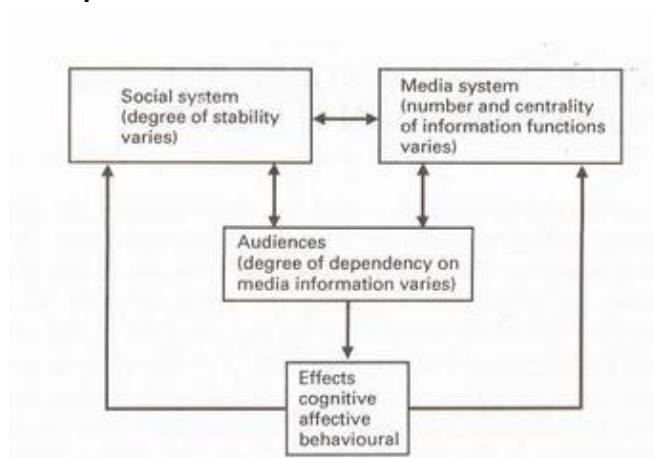 Social system
(degree of stability
varies)
Media system
(number and centrality
of information functions
varies)
Audiences
(degree of dependency on
media information varies)
Effects
cognitive
affective
behavioural